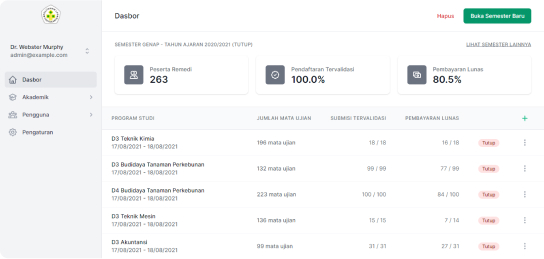 Dasbor
Hapus
Buka Semester Baru
Dr. Webster Murphy
admin@example.com
Dasbor
Akademik
Pengguna
Pengaturan
SEMESTER GENAP - TAHUN AJARAN 2020/2021 (TUTUP)
LIHAT SEMESTER LAINNYA
Peserta Remedi
263
Pendaftaran Tervalidasi
100.0%
Pembayaran Lunas
80.5%
PROGRAM STUDI JUMLAH MATA UJIAN SUBMISI TERVALIDASI PEMBAYARAN LUNAS +
D3 Teknik Kimia
17/08/2021 - 18/08/2021
196 mata ujian 18 / 18 16 / 18 Tutup
D3 Budidaya Tanaman Perkebunan
17/08/2021 - 18/08/2021
132 mata ujian 99 / 99 77 / 99 Tutup
D4 Budidaya Tanaman Perkebunan
17/08/2021 - 18/08/2021
223 mata ujian 100 / 100 84 / 100 Tutup
D3 Teknik Mesin
17/08/2021 - 18/08/2021
136 mata ujian 15 / 15 7 / 14 Tutup
D3 Akuntansi
17/08/2021 - 18/08/2021
99 mata ujian 31 / 31 27 / 31 Tutup